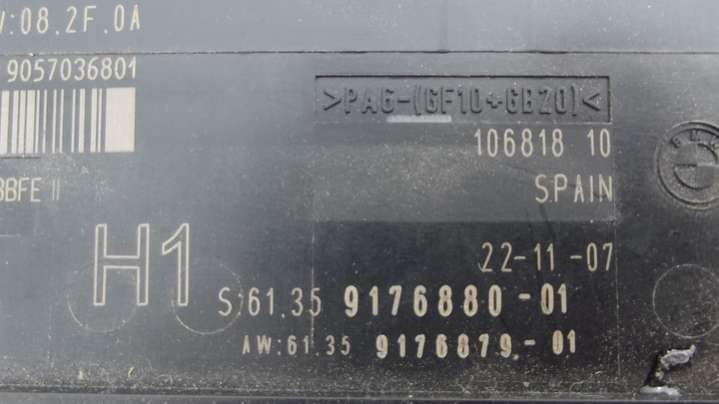 :08.2F.0A
9057036801
>PA6-(GF10+GB20)<
106818 10
BBFE II
SPAIN
H1
22-11-07
S:61.35 9176880-01
AW:61.35 9176879.-01